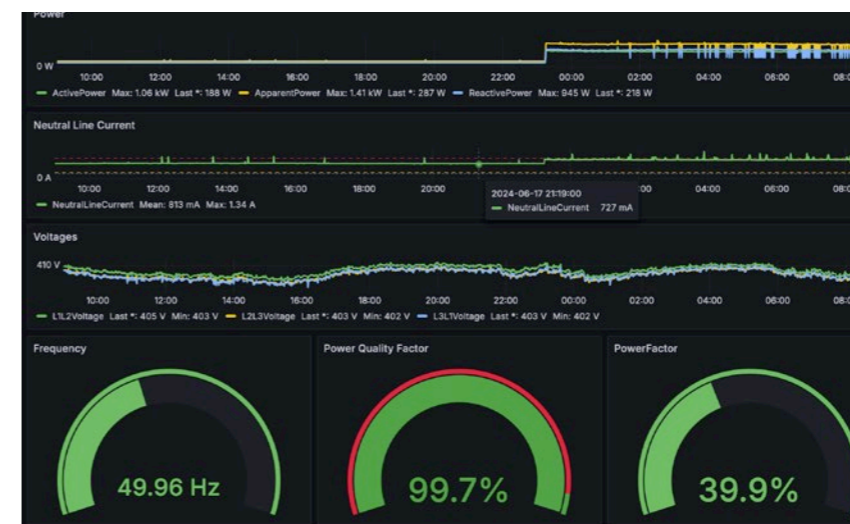 Power
0 W
10:00 12:00 14:00 16:00 18:00 20:00 22:00 00:00 02:00 04:00 06:00 08:0
ActivePower Max: 1.06 kW Last *: 188 W ApparentPower Max: 1.41 kW Last *: 287 W ReactivePower Max: 945 W Last *: 218 W
Neutral Line Current
0 A
10:00 12:00 14:00 16:00 18:00 20:00 :00 02:00 04:00 06:00 08:0
2024-06-17 21:19:00
NeutralLineCurrent 727 mA
NeutralLineCurrent Mean: 813 mA Max: 1.34 A
Voltages
410 V
10:00 12:00 14:00 16:00 18:00 20:00 22:00 00:00 02:00 04:00 06:00 08:0
L1L2Voltage Last *: 405 V Min: 403 V L2L3Voltage Last *: 403 V Min: 402 V L3L1Voltage Last *: 403 V Min: 402 V
Frequency Power Quality Factor PowerFactor
49.96 Hz 99.7% 39.9%